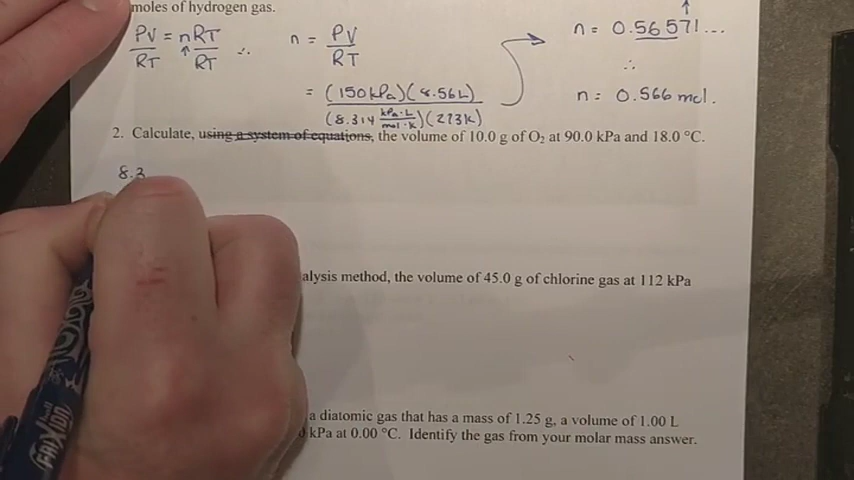 moles of hydrogen gas.
PV = nRT ∴ n = PV
RT RT RT
= (150 kPa)(8.56L)
(8.314 kPa·L/mol·K)(273K)
n = 0.56571...
∴
n = 0.566 mol.
2. Calculate, using a system of equations, the volume of 10.0 g of O₂ at 90.0 kPa and 18.0 °C.
8.3
alysis method, the volume of 45.0 g of chlorine gas at 112 kPa
a diatomic gas that has a mass of 1.25 g, a volume of 1.00 L
kPa at 0.00 °C. Identify the gas from your molar mass answer.
FRIXION